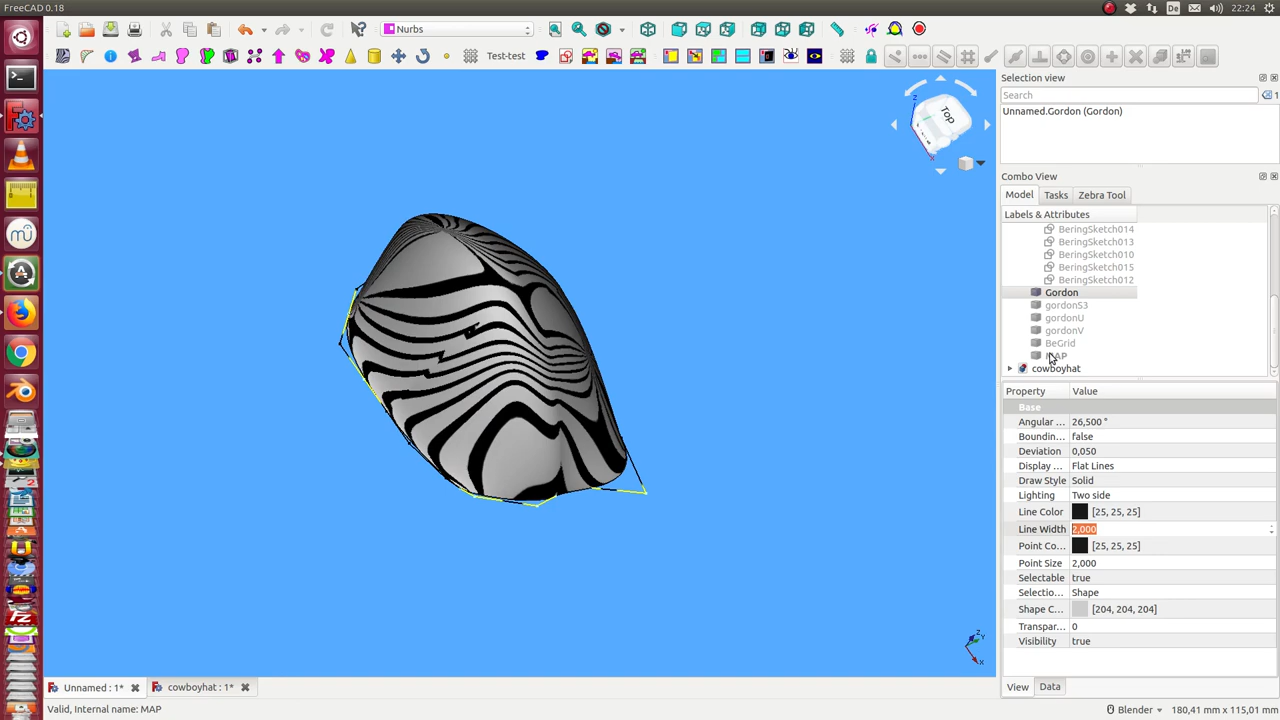 FreeCAD 0.18
De
22:24
Nurbs
Test-test
Selection view
Search
1
Unnamed.Gordon (Gordon)
Combo View
Model
Tasks
Zebra Tool
Labels & Attributes
BeringSketch014
BeringSketch013
BeringSketch010
BeringSketch015
BeringSketch012
Gordon
gordonS3
gordonU
gordonV
BeGrid
MAP
cowboyhat
Property Value
Base
Angular ... 26,500 °
Boundin... false
Deviation 0,050
Display ... Flat Lines
Draw Style Solid
Lighting Two side
Line Color [25, 25, 25]
Line Width 2,000
Point Co... [25, 25, 25]
Point Size 2,000
Selectable true
Selectio... Shape
Shape C... [204, 204, 204]
Transpar... 0
Visibility true
View Data
Top
Z
Z Y
X
Unnamed : 1*
cowboyhat : 1*
Valid, Internal name: MAP
Blender
180,41 mm x 115,01 mm